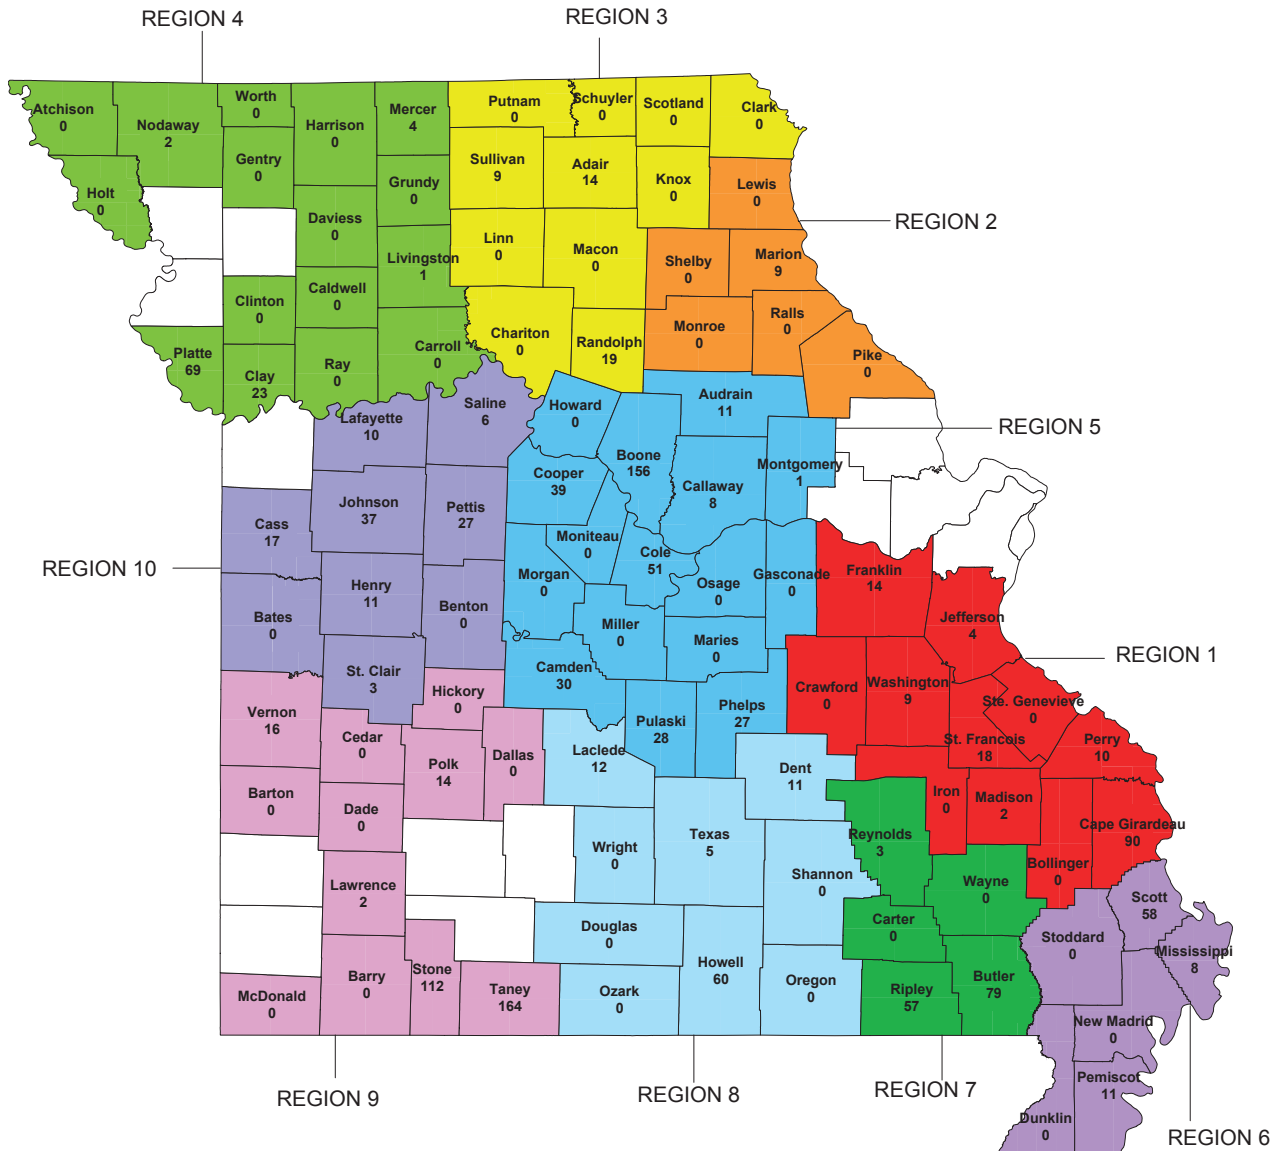 REGION 4
REGION 3
Atchison
0
Nodaway
2
Worth
0
Harrison
0
Mercer
4
Putnam
0
Schuyler
0
Scotland
0
Clark
0
Holt
0
Gentry
0
Grundy
0
Sullivan
9
Adair
14
Knox
0
Lewis
0
REGION 2
Daviess
0
Livingston
1
Linn
0
Macon
0
Shelby
0
Marion
9
Clinton
0
Caldwell
0
Platte
69
Clay
23
Ray
0
Carroll
0
Chariton
0
Randolph
19
Monroe
0
Ralls
0
Pike
0
Lafayette
10
Saline
6
Howard
0
Boone
156
Audrain
11
REGION 5
Cooper
39
Callaway
8
Montgomery
1
Cass
17
Johnson
37
Pettis
27
Moniteau
0
Cole
51
REGION 10
Henry
11
Morgan
0
Osage
0
Gasconade
0
Franklin
14
Bates
0
Benton
0
Miller
0
Maries
0
Jefferson
4
REGION 1
St. Clair
3
Hickory
0
Camden
30
Crawford
0
Washington
9
Ste. Genevieve
0
Vernon
16
Cedar
0
Pulaski
28
Phelps
27
St. Francois
18
Perry
10
Polk
14
Dallas
0
Laclede
12
Dent
11
Barton
0
Dade
0
Iron
0
Madison
2
Cape Girardeau
90
Wright
0
Texas
5
Reynolds
3
Bollinger
0
Lawrence
2
Shannon
0
Wayne
0
Scott
58
Douglas
0
Carter
0
Stoddard
0
Mississippi
8
McDonald
0
Barry
0
Stone
112
Taney
164
Ozark
0
Howell
60
Oregon
0
Ripley
57
Butler
79
New Madrid
0
Pemiscot
11
Dunklin
0
REGION 9
REGION 8
REGION 7
REGION 6